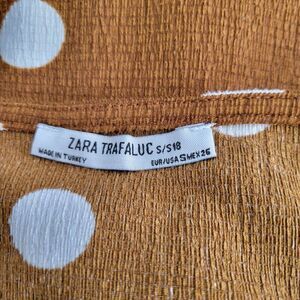 ZARA TRAFALUC S/S18
MADE IN TURKEY
EUR/USA S MEX 26